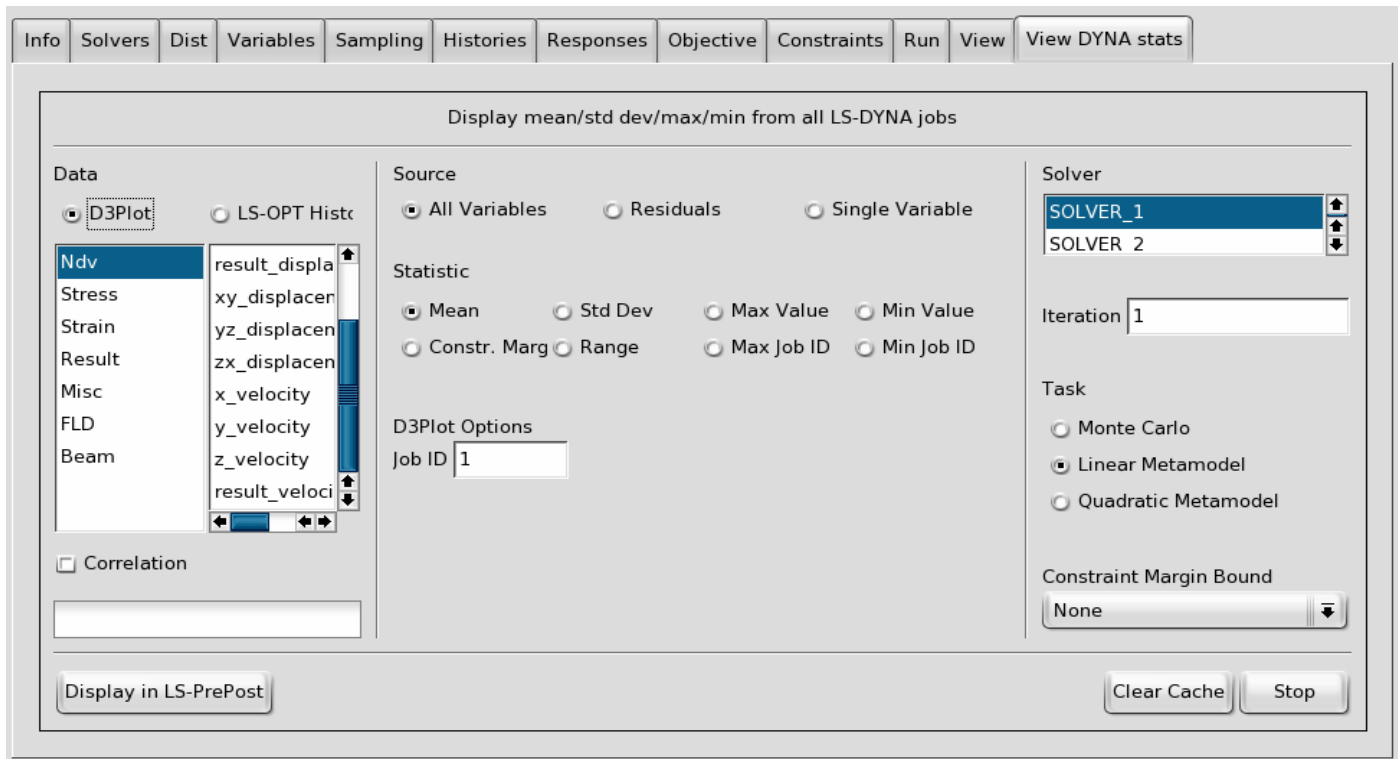 Info Solvers Dist Variables Sampling Histories Responses Objective Constraints Run View View DYNA stats
Display mean/std dev/max/min from all LS-DYNA jobs
Data
D3Plot LS-OPT Histo
Ndv
Stress
Strain
Result
Misc
FLD
Beam
result_displa
xy_displacen
yz_displacen
zx_displacen
x_velocity
y_velocity
z_velocity
result_veloci
Correlation
Source
All Variables Residuals Single Variable
Statistic
Mean Std Dev Max Value Min Value
Constr. Marg Range Max Job ID Min Job ID
D3Plot Options
Job ID 1
Solver
SOLVER_1
SOLVER_2
Iteration 1
Task
Monte Carlo
Linear Metamodel
Quadratic Metamodel
Constraint Margin Bound
None
Display in LS-PrePost Clear Cache Stop